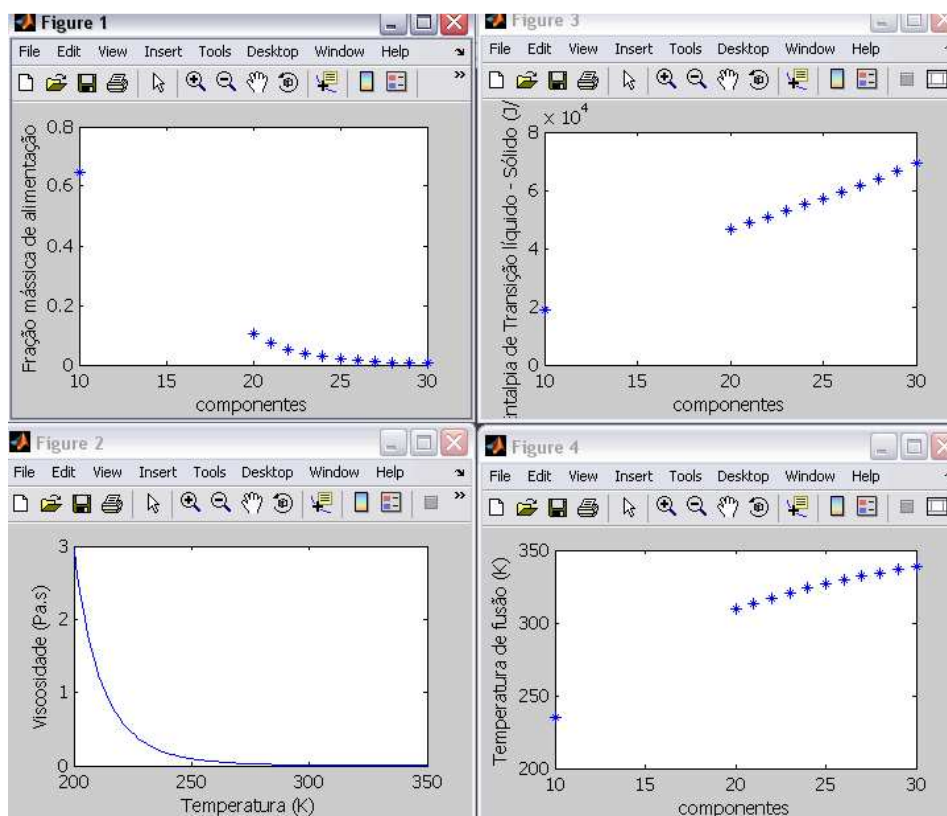 Figure 1
File Edit View Insert Tools Desktop Window Help
Fração mássica de alimentação
0.8
0.6
0.4
0.2
0
10 15 20 25 30
componentes
Figure 3
File Edit View Insert Tools Desktop Window Help
Entalpia de Transição líquido - Sólido (J/
× 10⁴
8
6
4
2
0
10 15 20 25 30
componentes
Figure 2
File Edit View Insert Tools Desktop Window Help
Viscosidade (Pa.s)
3
2
1
0
200 250 300 350
Temperatura (K)
Figure 4
File Edit View Insert Tools Desktop Window Help
Temperatura de fusão (K)
350
300
250
200
10 15 20 25 30
componentes